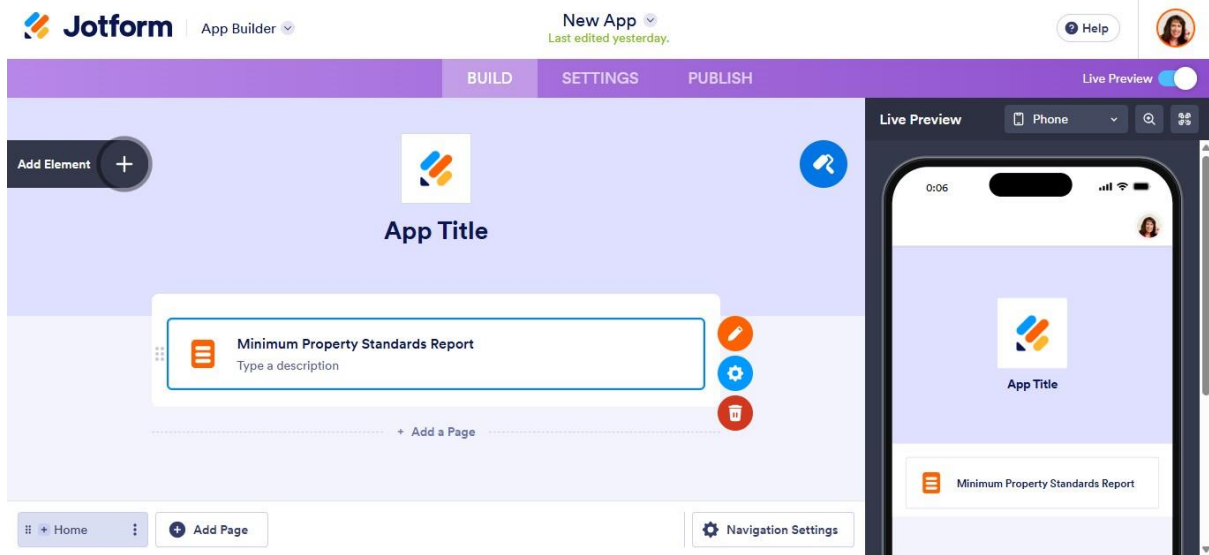 Jotform
App Builder
New App
Last edited yesterday.
Help
BUILD
SETTINGS
PUBLISH
Live Preview
Add Element
App Title
Minimum Property Standards Report
Type a description
+ Add a Page
Home
Add Page
Navigation Settings
Live Preview
Phone
0:06
App Title
Minimum Property Standards Report